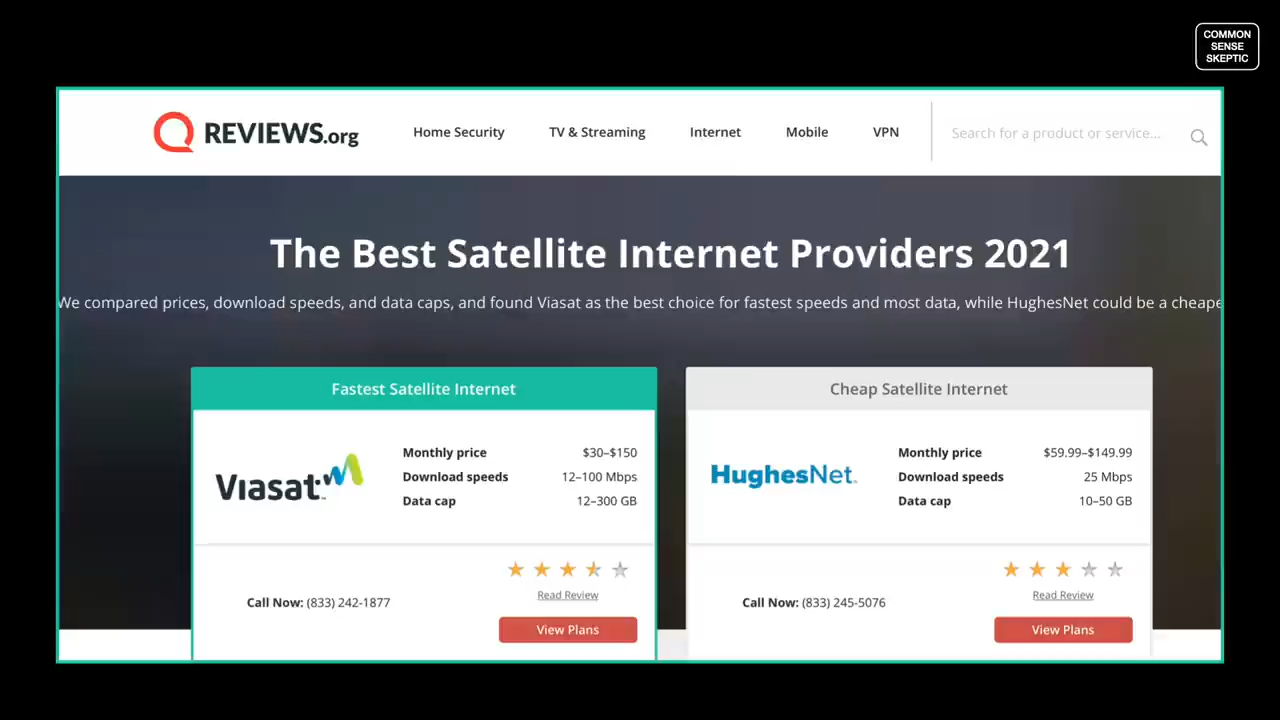 COMMON
SENSE
SKEPTIC
REVIEWS.org
Home Security
TV & Streaming
Internet
Mobile
VPN
Search for a product or service...
The Best Satellite Internet Providers 2021
We compared prices, download speeds, and data caps, and found Viasat as the best choice for fastest speeds and most data, while HughesNet could be a cheape
Fastest Satellite Internet
Viasat™
Monthly price $30–$150
Download speeds 12–100 Mbps
Data cap 12–300 GB
Call Now: (833) 242-1877
Read Review
View Plans
Cheap Satellite Internet
HughesNet.
Monthly price $59.99–$149.99
Download speeds 25 Mbps
Data cap 10–50 GB
Call Now: (833) 245-5076
Read Review
View Plans